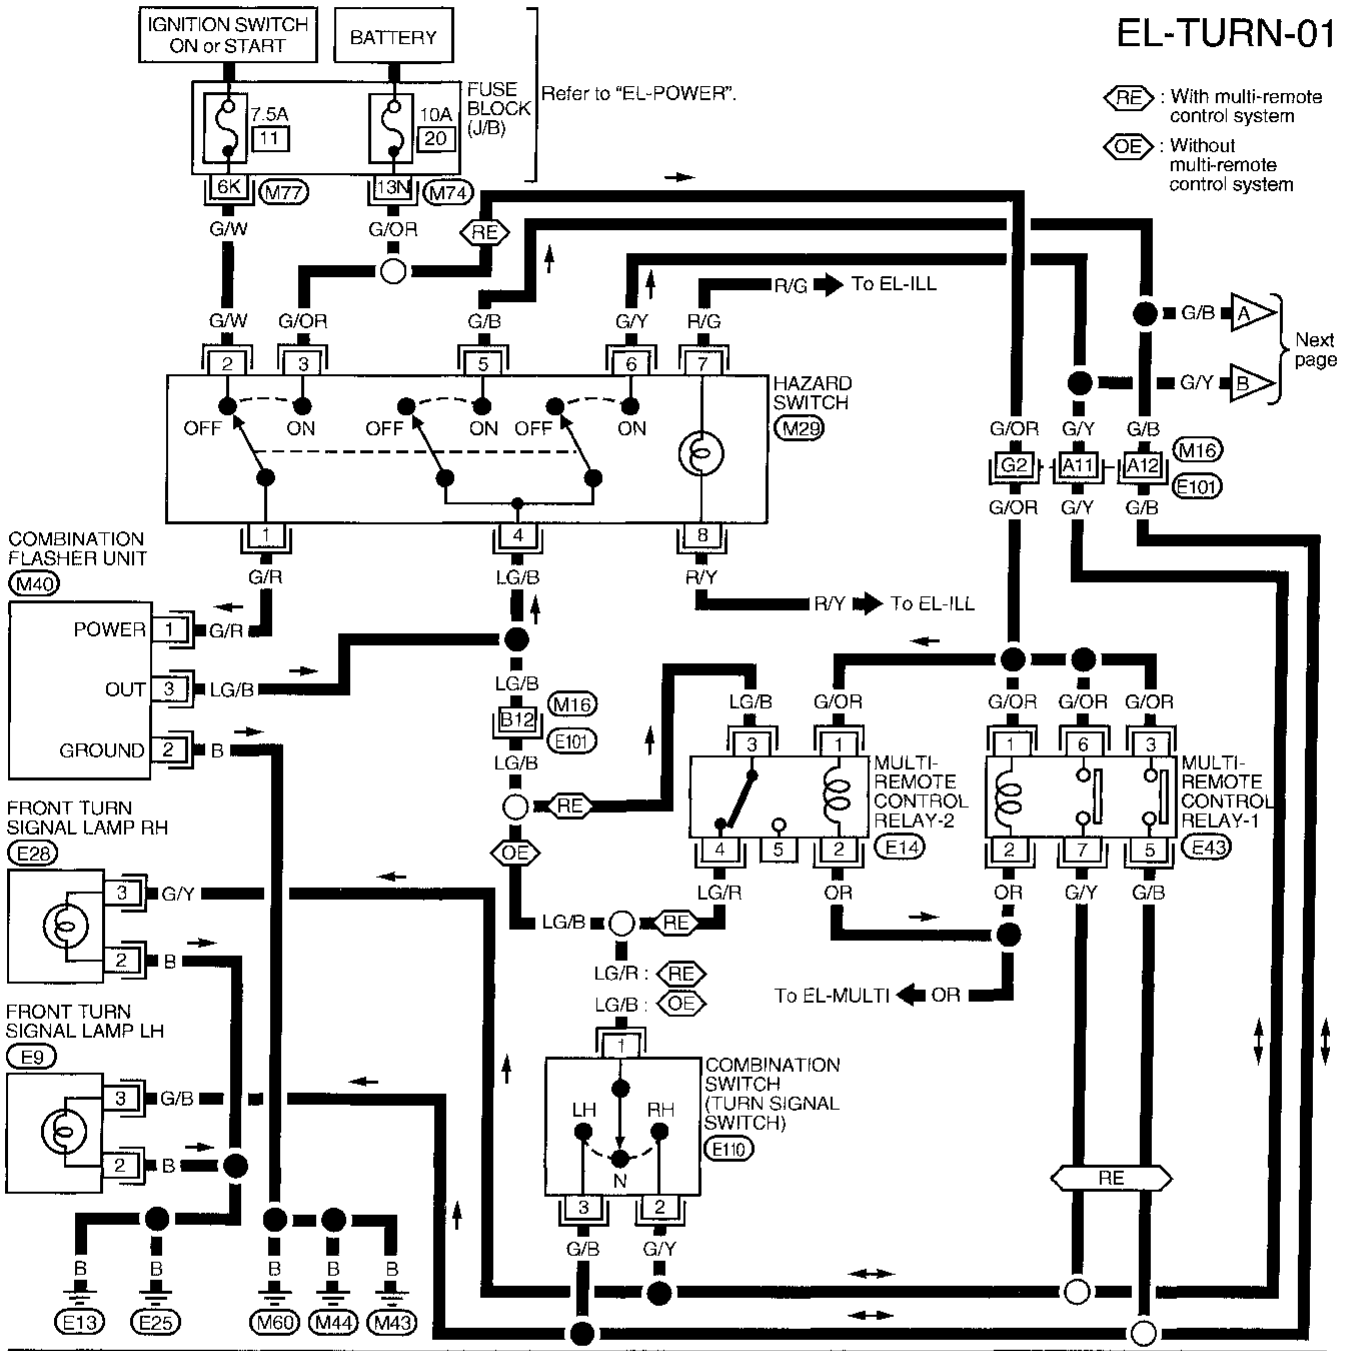 EL-TURN-01
IGNITION SWITCH
ON or START
BATTERY
FUSE
BLOCK
(J/B)
Refer to "EL-POWER".
RE : With multi-remote
control system
OE : Without
multi-remote
control system
7.5A
11
10A
20
6K M77 13N M74
G/W G/OR RE
R/G To EL-ILL
G/B A
Next
page
G/Y B
G/W G/OR G/B G/Y R/G
2 3 5 6 7
HAZARD
SWITCH
M29
OFF ON OFF ON OFF ON
G/OR G/Y G/B
G2 A11 A12
M16
E101
G/OR G/Y G/B
1 4 8
G/R LG/B R/Y
R/Y To EL-ILL
COMBINATION
FLASHER UNIT
M40
POWER 1 G/R
OUT 3 LG/B
GROUND 2 B
LG/B
B12
M16
E101
LG/B
RE
OE
LG/B G/OR G/OR G/OR G/OR
3 1 1 6 3
MULTI-
REMOTE
CONTROL
RELAY-2
E14
MULTI-
REMOTE
CONTROL
RELAY-1
E43
4 5 2 2 7 5
LG/R OR OR G/Y G/B
FRONT TURN
SIGNAL LAMP RH
E28
3 G/Y
2 B
LG/B RE
LG/R : RE
LG/B : OE
To EL-MULTI OR
FRONT TURN
SIGNAL LAMP LH
E9
3 G/B
2 B
1
COMBINATION
SWITCH
(TURN SIGNAL
SWITCH)
E110
LH RH
N
3 2
G/B G/Y
RE
B B B B B
E13 E25 M60 M44 M43